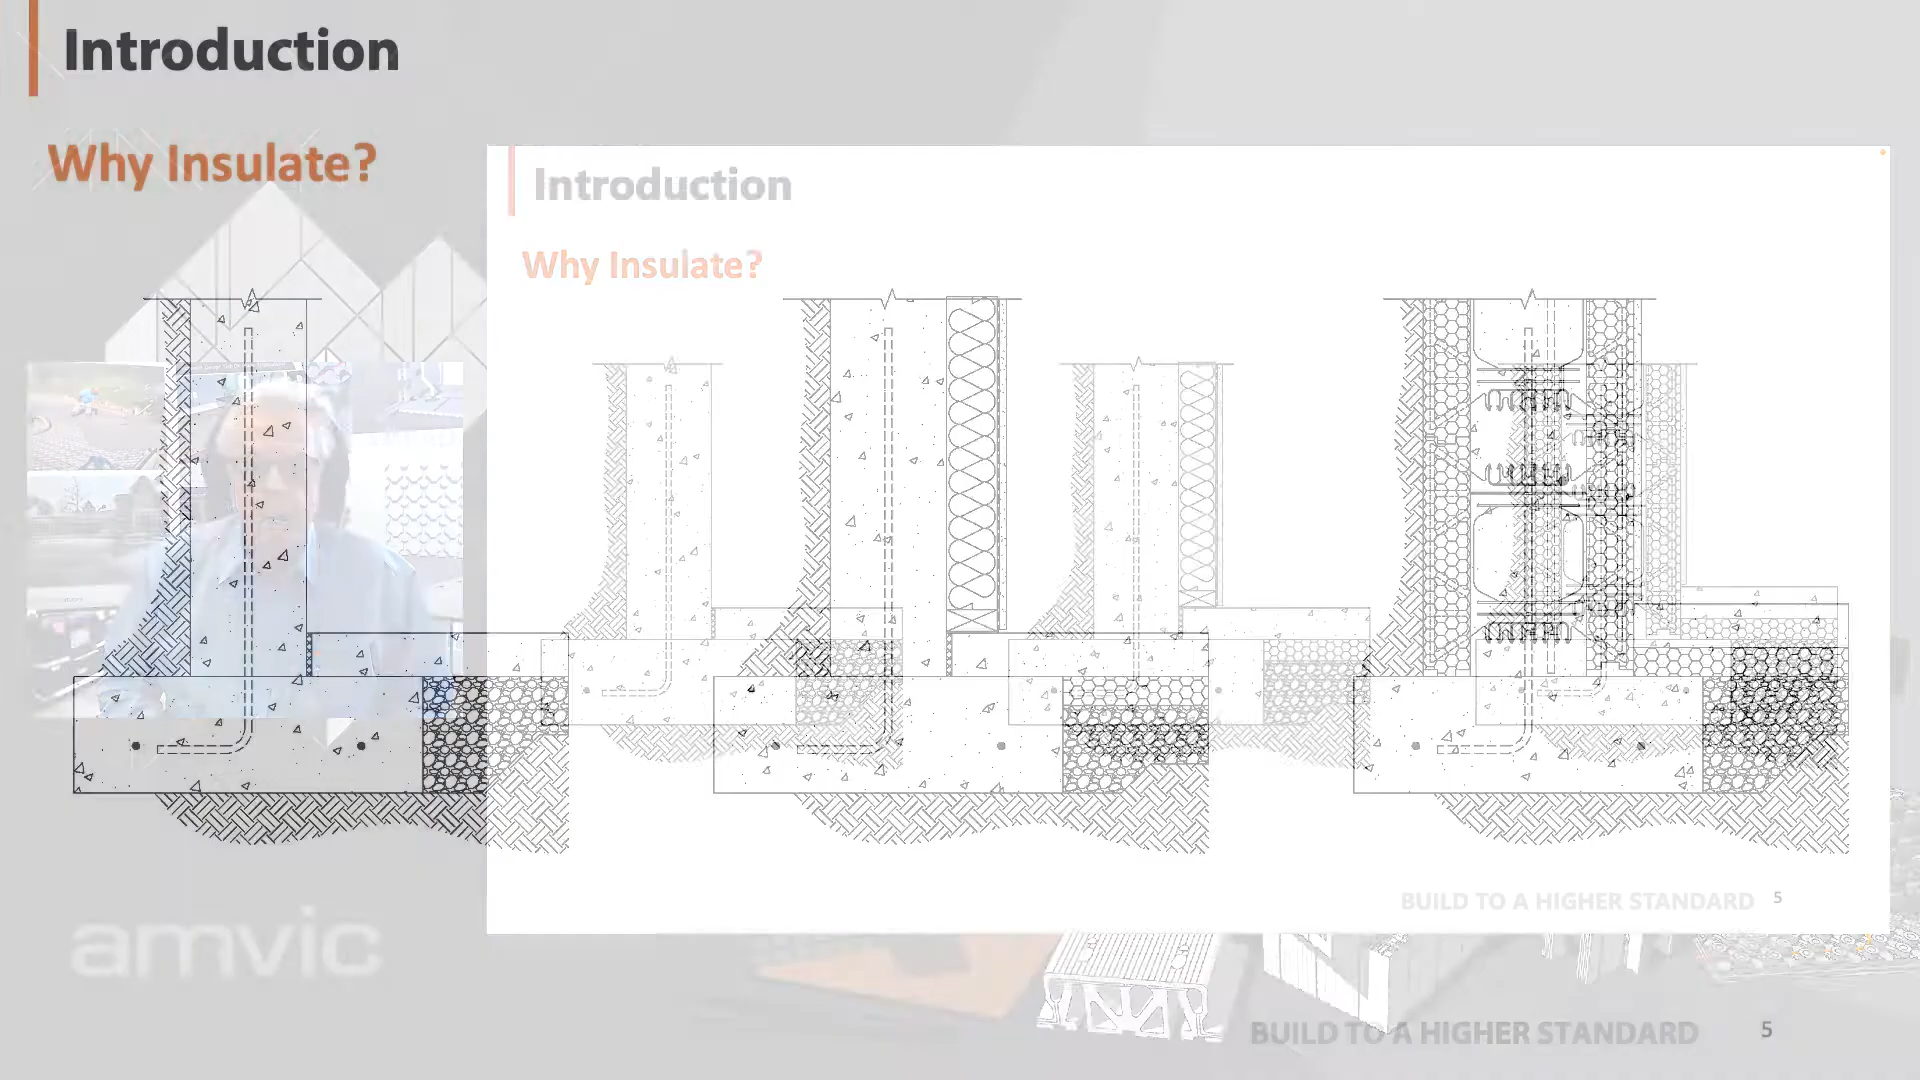 Introduction
Why Insulate?
Introduction
Why Insulate?
BUILD TO A HIGHER STANDARD 5
amvic
BUILD TO A HIGHER STANDARD 5